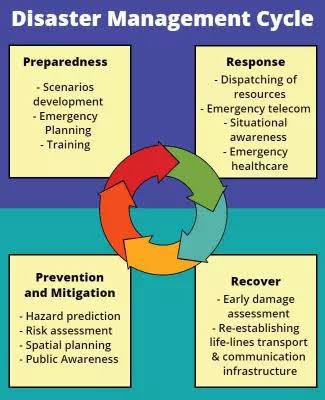 Disaster Management Cycle
Preparedness
- Scenarios
development
- Emergency
Planning
- Training
Response
- Dispatching of
resources
- Emergency telecom
- Situational
awareness
- Emergency
healthcare
Prevention
and Mitigation
- Hazard prediction
- Risk assessment
- Spatial planning
- Public Awareness
Recover
- Early damage
assessment
- Re-establishing
life-lines transport
& communication
infrastructure